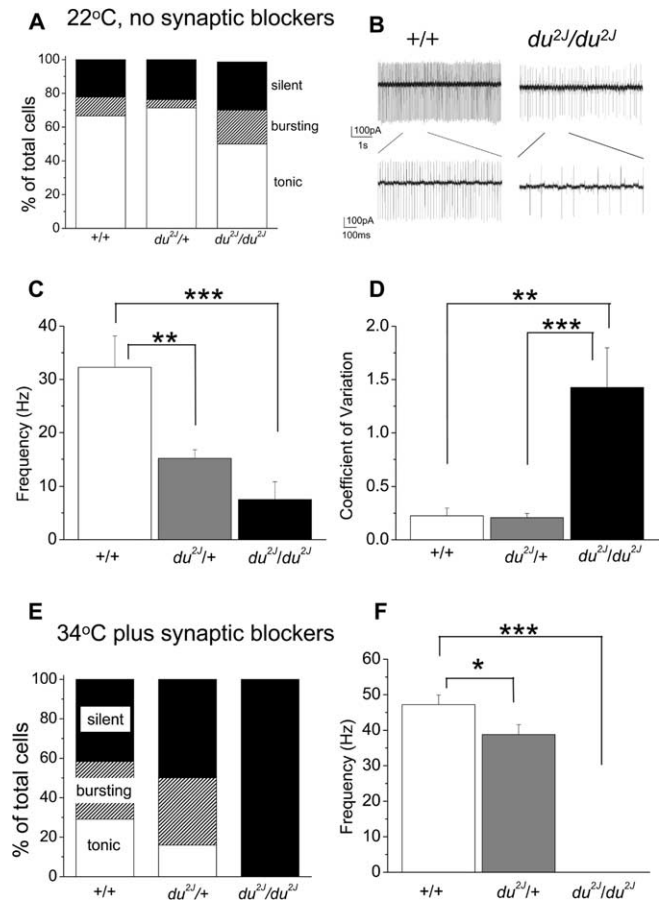 A
22°C, no synaptic blockers
% of total cells
100
80
60
40
20
0
silent
bursting
tonic
+/+
du2J/+
du2J/du2J
B
+/+
du2J/du2J
100pA
1s
100pA
100ms
C
Frequency (Hz)
40
30
20
10
0
***
**
+/+
du2J/+
du2J/du2J
D
Coefficient of Variation
2.0
1.5
1.0
0.5
0.0
**
***
+/+
du2J/+
du2J/du2J
E
34°C plus synaptic blockers
% of total cells
100
80
60
40
20
0
silent
bursting
tonic
+/+
du2J/+
du2J/du2J
F
Frequency (Hz)
60
50
40
30
20
10
0
***
*
+/+
du2J/+
du2J/du2J